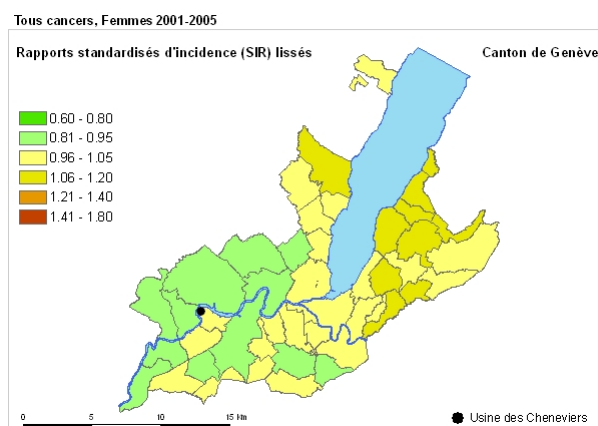 Tous cancers, Femmes 2001-2005
Rapports standardisés d'incidence (SIR) lissés
Canton de Genève
0.60 - 0.80
0.81 - 0.95
0.96 - 1.05
1.06 - 1.20
1.21 - 1.40
1.41 - 1.80
0 5 10 15 km
Usine des Cheneviers